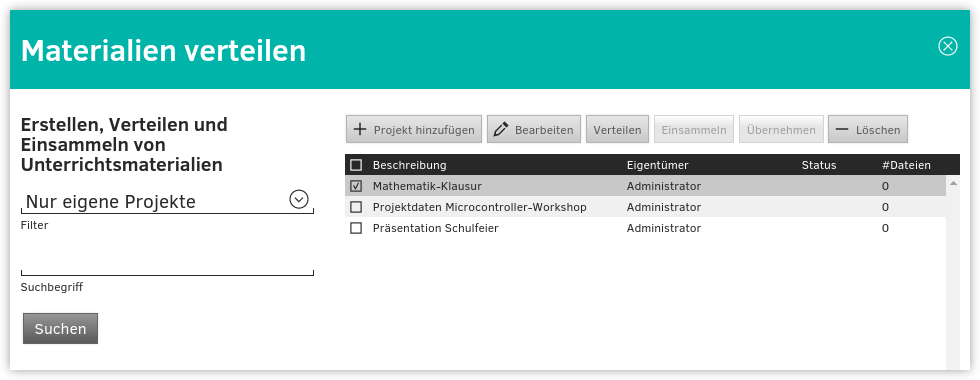 Materialien verteilen
Erstellen, Verteilen und
Einsammeln von
Unterrichtsmaterialien
Nur eigene Projekte
Filter
Suchbegriff
Suchen
Projekt hinzufügen Bearbeiten Verteilen Einsammeln Übernehmen Löschen
Beschreibung Eigentümer Status #Dateien
Mathematik-Klausur Administrator 0
Projektdaten Microcontroller-Workshop Administrator 0
Präsentation Schulfeier Administrator 0